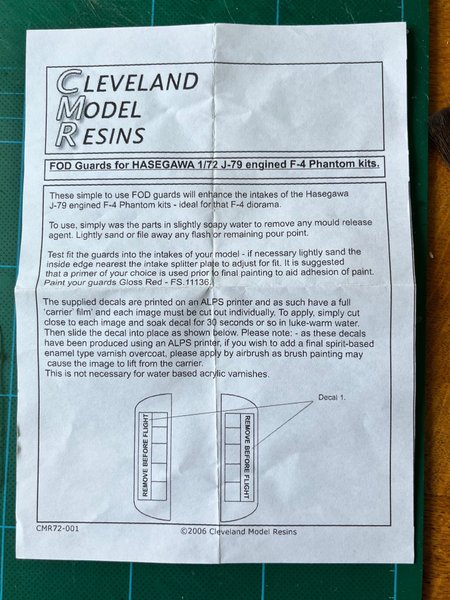 CLEVELAND
MODEL
RESINS
FOD Guards for HASEGAWA 1/72 J-79 engined F-4 Phantom kits.
These simple to use FOD guards will enhance the intakes of the Hasegawa
J-79 engined F-4 Phantom kits - ideal for that F-4 diorama.
To use, simply was the parts in slightly soapy water to remove any mould release
agent. Lightly sand or file away any flash or remaining pour point.
Test fit the guards into the intakes of your model - if necessary lightly sand the
inside edge nearest the intake splitter plate to adjust for fit. It is suggested
that a primer of your choice is used prior to final painting to aid adhesion of paint.
Paint your guards Gloss Red - FS.11136.
The supplied decals are printed on an ALPS printer and as such have a full
'carrier' film' and each image must be cut out individually. To apply, simply cut
close to each image and soak decal for 30 seconds or so in luke-warm water.
Then slide the decal into place as shown below. Please note: - as these decals
have been produced using an ALPS printer, if you wish to add a final spirit-based
enamel type varnish overcoat, please apply by airbrush as brush painting may
cause the image to lift from the carrier.
This is not necessary for water based acrylic varnishes.
Decal 1.
REMOVE BEFORE FLIGHT
REMOVE BEFORE FLIGHT
CMR72-001
©2006 Cleveland Model Resins